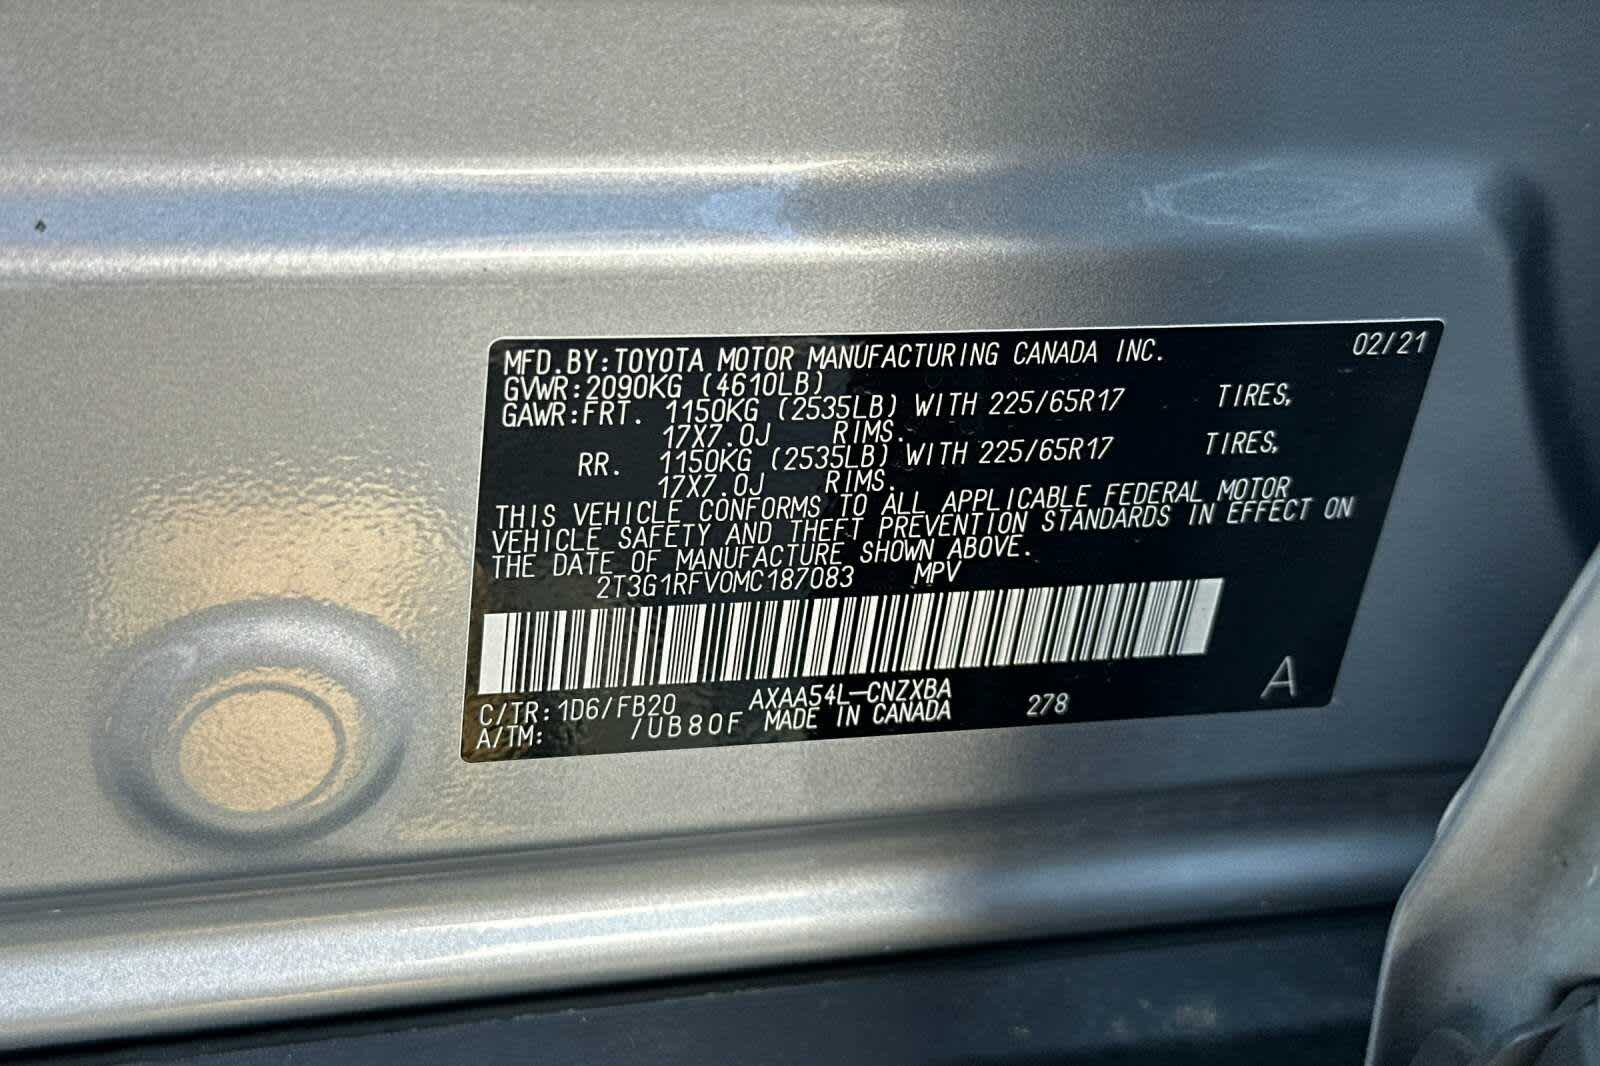 MFD.BY:TOYOTA MOTOR MANUFACTURING CANADA INC. 02/21
GVWR:2090KG (4610LB)
GAWR:FRT. 1150KG (2535LB) WITH 225/65R17 TIRES,
17X7.0J RIMS.
RR. 1150KG (2535LB) WITH 225/65R17 TIRES,
17X7.0J RIMS.
THIS VEHICLE CONFORMS TO ALL APPLICABLE FEDERAL MOTOR
VEHICLE SAFETY AND THEFT PREVENTION STANDARDS IN EFFECT ON
THE DATE OF MANUFACTURE SHOWN ABOVE.
2T3G1RFV0MC187083 MPV
C/TR:1D6/FB20 AXAA54L-CNZXBA 278 A
A/TM: /UB80F MADE IN CANADA